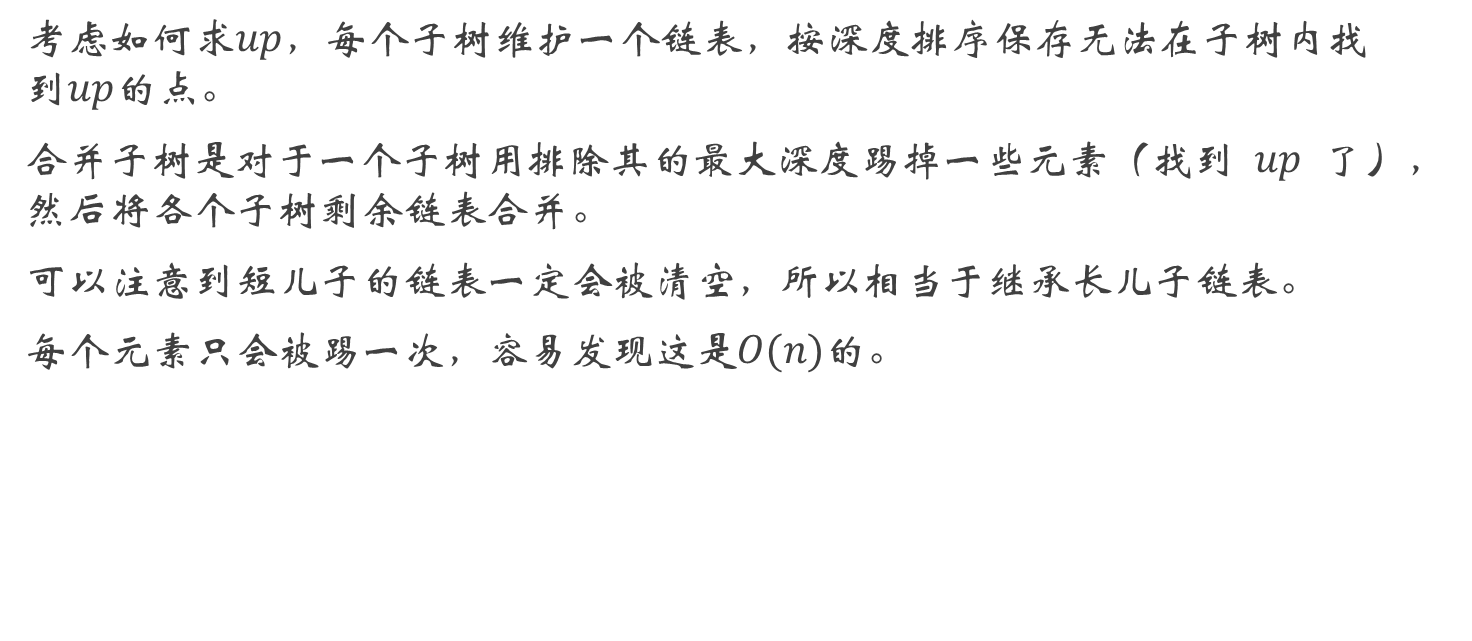 考虑如何求up，每个子树维护一个链表，按深度排序保存无法在子树内找
到up的点。
合并子树是对于一个子树用排除其的最大深度踢掉一些元素（找到 up 了），
然后将各个子树剩余链表合并。
可以注意到短儿子的链表一定会被清空，所以相当于继承长儿子链表。
每个元素只会被踢一次，容易发现这是O(n)的。